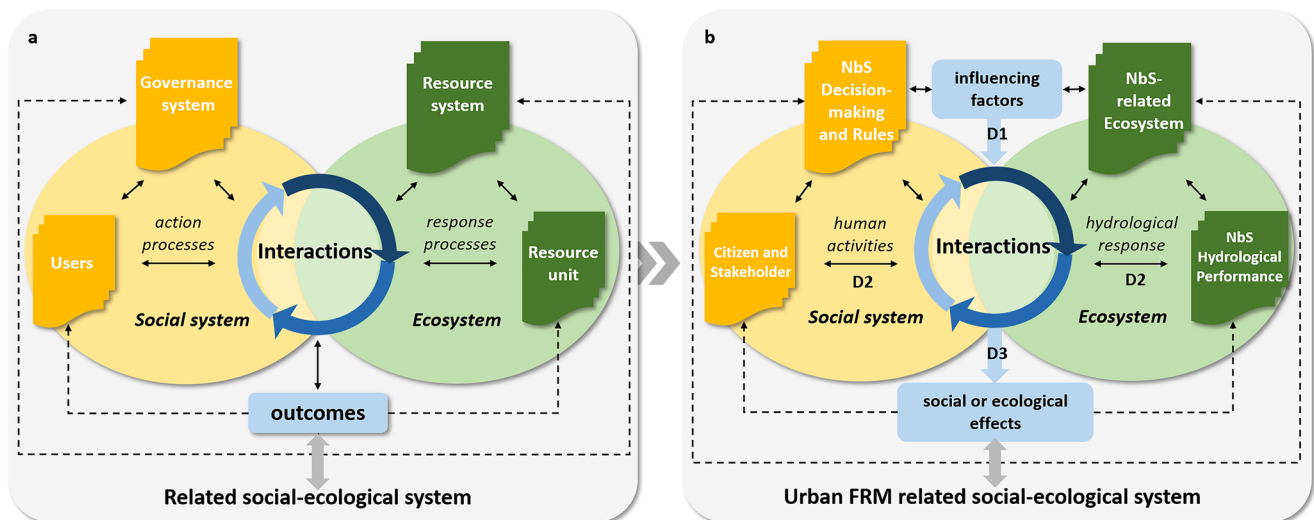 a
Governance
system
Resource
system
Users
action
processes
Interactions
response
processes
Resource
unit
Social system
Ecosystem
outcomes
Related social-ecological system
b
NbS
Decision-
making
and Rules
influencing
factors
NbS-
related
Ecosystem
D1
Citizen and
Stakeholder
human
activities
D2
Interactions
hydrological
response
D2
NbS
Hydrological
Performance
Social system
Ecosystem
D3
social or ecological
effects
Urban FRM related social-ecological system